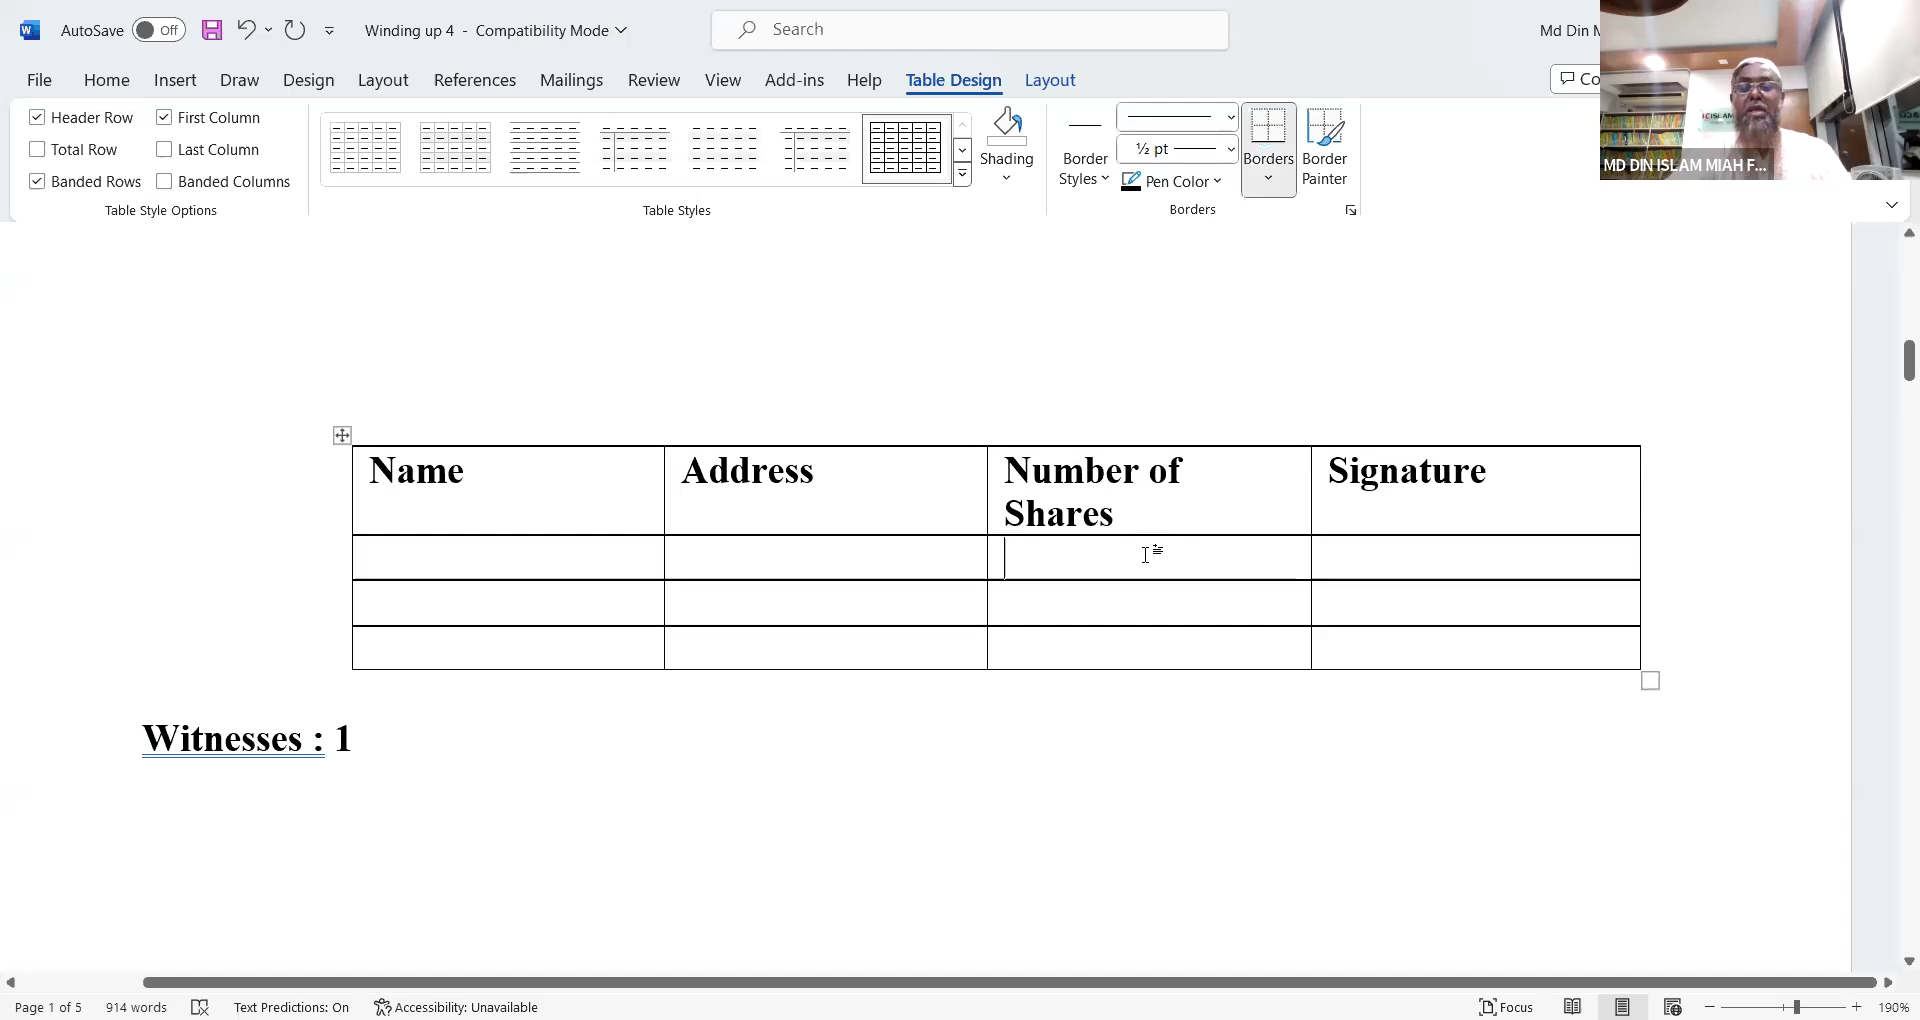 AutoSave Off Winding up 4 - Compatibility Mode Search Md Din M
File Home Insert Draw Design Layout References Mailings Review View Add-ins Help Table Design Layout Co
Header Row First Column
Total Row Last Column
Banded Rows Banded Columns
Table Style Options
Table Styles
Shading
Border Styles
½ pt
Pen Color
Borders
Border Painter
Borders
MD DIN ISLAM MIAH F...
Name Address Number of Shares Signature
Witnesses : 1
Page 1 of 5 914 words Text Predictions: On Accessibility: Unavailable Focus 190%